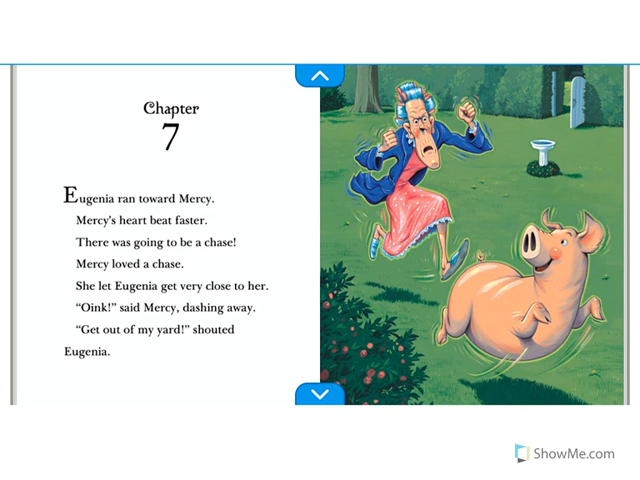 Chapter
7
Eugenia ran toward Mercy.
Mercy's heart beat faster.
There was going to be a chase!
Mercy loved a chase.
She let Eugenia get very close to her.
“Oink!” said Mercy, dashing away.
“Get out of my yard!” shouted
Eugenia.
ShowMe.com